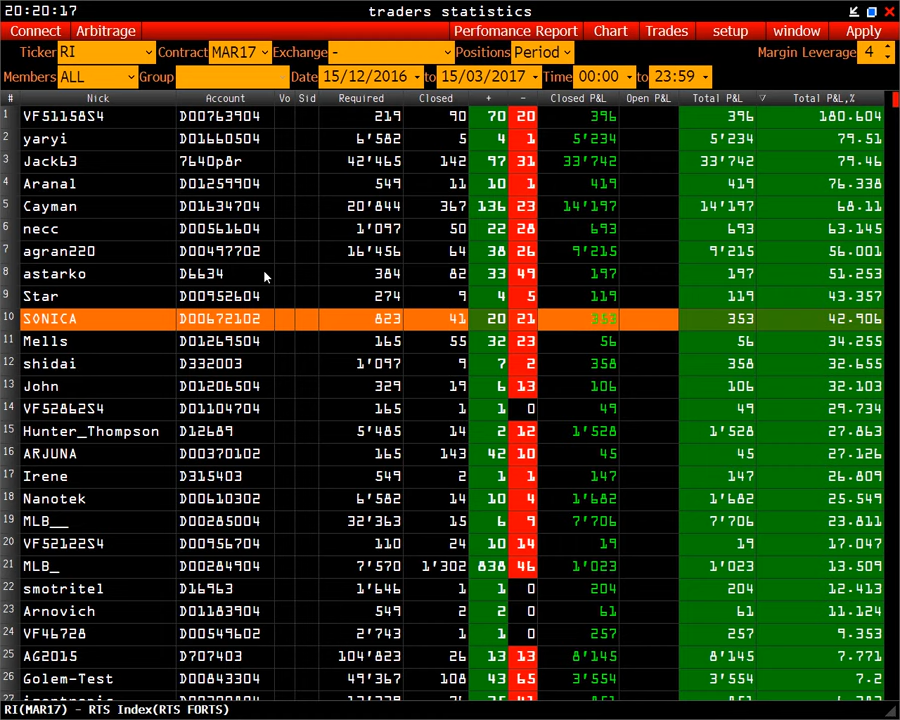 20:20:17 traders statistics
Connect Arbitrage Perfomance Report Chart Trades setup window Apply
Ticker RI Contract MAR17 Exchange - Positions Period Margin Leverage 4
Members ALL Group Date 15/12/2016 to 15/03/2017 Time 00:00 to 23:59
# Nick Account Vo Sid Required Closed + - Closed P&L Open P&L Total P&L Total P&L,%
1 VF51158S4 D00763904 219 90 70 20 396 396 180.604
2 yaryi D01660504 6'582 5 4 1 5'234 5'234 79.51
3 Jack63 7640p8r 42'465 142 97 31 33'742 33'742 79.46
4 Aranal D01259904 549 11 10 1 419 419 76.338
5 Cayman D01634704 20'844 367 136 23 14'197 14'197 68.11
6 necc D00561604 1'097 50 22 28 693 693 63.145
7 agran220 D00497702 16'456 64 38 26 9'215 9'215 56.001
8 astarko D6634 384 82 33 49 197 197 51.253
9 Star D00952604 274 9 4 5 119 119 43.357
10 SONICA D00672102 823 41 20 21 353 353 42.906
11 Mells D01269504 165 55 32 23 56 56 34.255
12 shidai D332003 1'097 9 7 2 358 358 32.655
13 John D01206504 329 19 6 13 106 106 32.103
14 VF52862S4 D01104704 165 1 1 0 49 49 29.734
15 Hunter_Thompson D12689 5'485 14 2 12 1'528 1'528 27.863
16 ARJUNA D00370102 165 143 42 10 45 45 27.126
17 Irene D315403 549 2 1 1 147 147 26.809
18 Nanotek D00610302 6'582 14 10 4 1'682 1'682 25.549
19 MLB__ D00285004 32'363 15 6 9 7'706 7'706 23.811
20 VF52122S4 D00956704 110 24 10 14 19 19 17.047
21 MLB_ D00284904 7'570 1'302 838 46 1'023 1'023 13.509
22 smotritel D16963 1'646 1 1 0 204 204 12.413
23 Arnovich D01183904 549 2 2 0 61 61 11.124
24 VF46728 D00549602 2'743 1 1 0 257 257 9.353
25 AG2015 D707403 104'823 26 13 13 8'145 8'145 7.771
26 Golem-Test D00843304 49'367 108 43 65 3'554 3'554 7.2
RI(MAR17) - RTS Index(RTS FORTS)